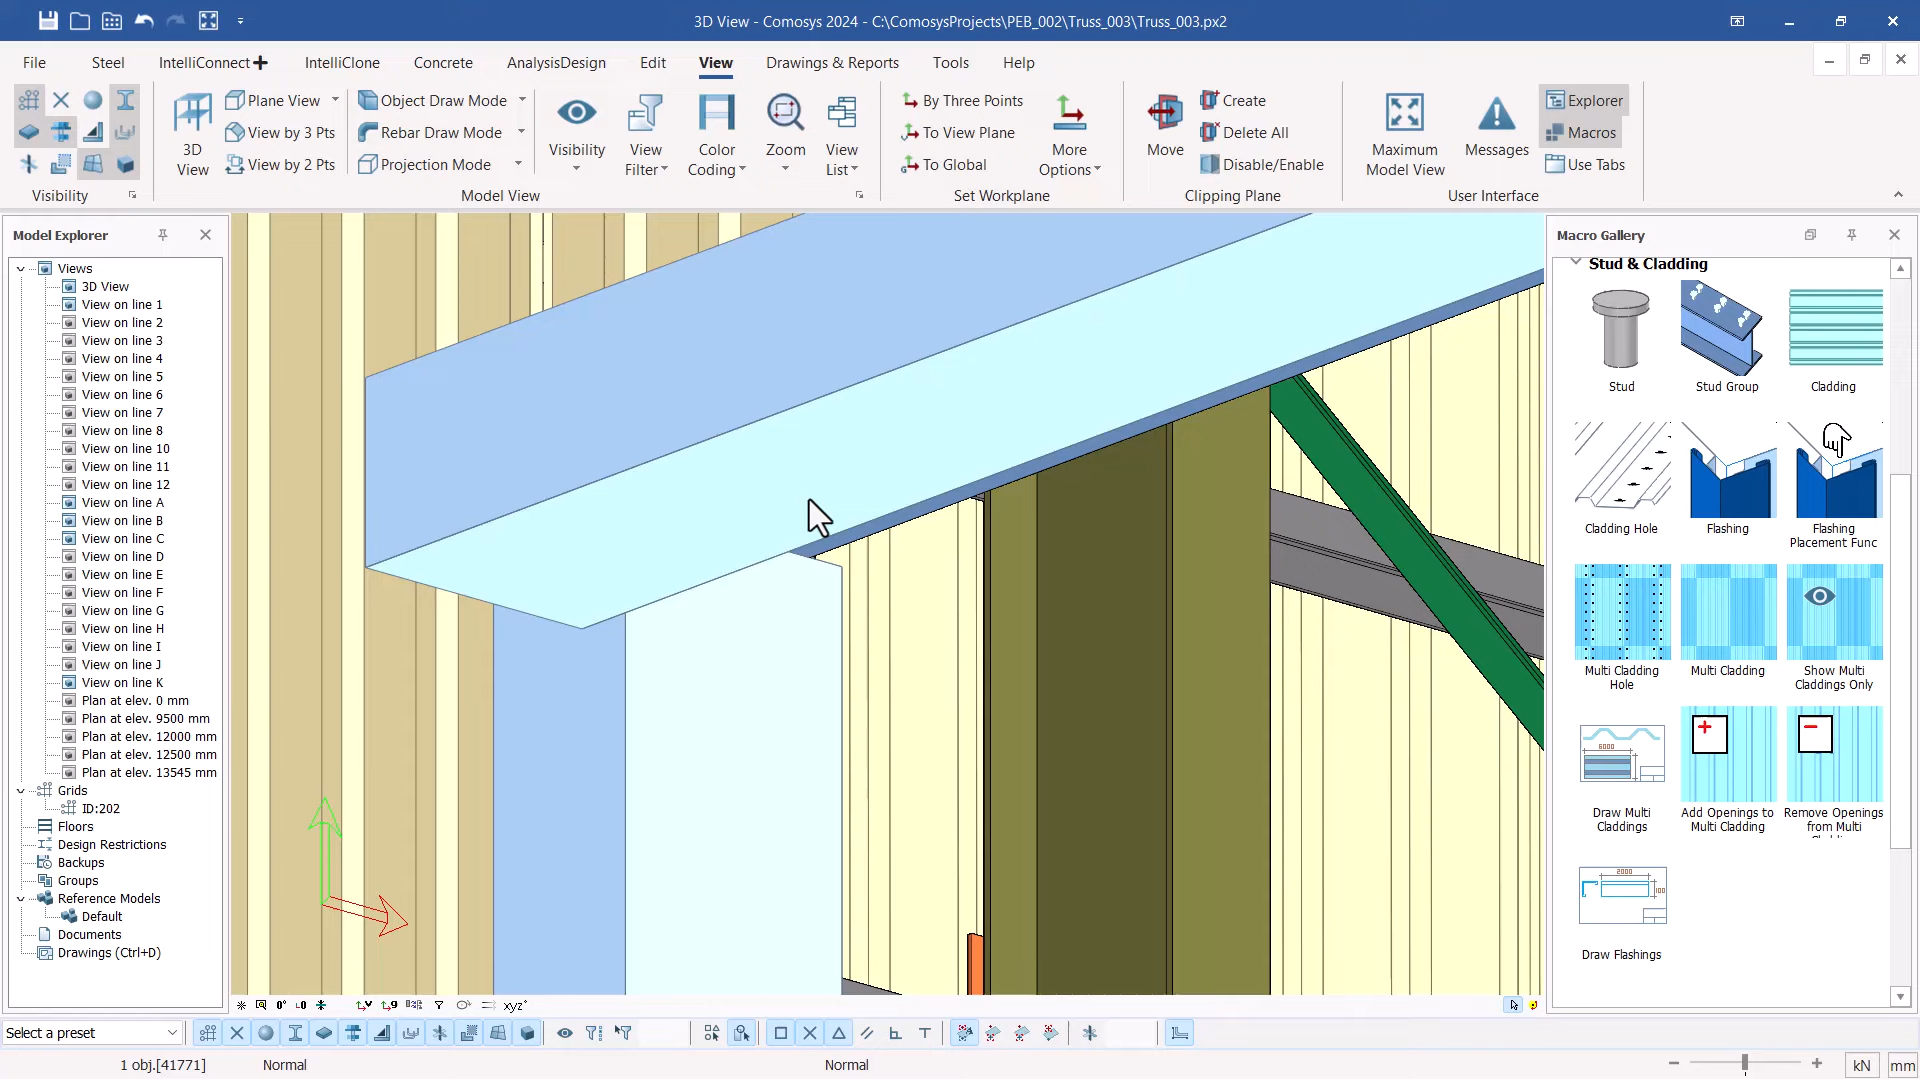 3D View - Comosys 2024 - C:\ComosysProjects\PEB_002\Truss_003\Truss_003.px2
File Steel IntelliConnect IntelliClone Concrete AnalysisDesign Edit View Drawings & Reports Tools Help
Plane View
View by 3 Pts
View by 2 Pts
3D View
Object Draw Mode
Rebar Draw Mode
Projection Mode
Visibility
View Filter
Color Coding
Zoom
View List
By Three Points
To View Plane
To Global
More Options
Move
Create
Delete All
Disable/Enable
Maximum Model View
Messages
Explorer
Macros
Use Tabs
Visibility
Model View
Set Workplane
Clipping Plane
User Interface
Model Explorer
Views
3D View
View on line 1
View on line 2
View on line 3
View on line 4
View on line 5
View on line 6
View on line 7
View on line 8
View on line 10
View on line 11
View on line 12
View on line A
View on line B
View on line C
View on line D
View on line E
View on line F
View on line G
View on line H
View on line I
View on line J
View on line K
Plan at elev. 0 mm
Plan at elev. 9500 mm
Plan at elev. 12000 mm
Plan at elev. 12500 mm
Plan at elev. 13545 mm
Grids
ID:202
Floors
Design Restrictions
Backups
Groups
Reference Models
Default
Documents
Drawings (Ctrl+D)
Macro Gallery
Stud & Cladding
Stud
Stud Group
Cladding
Cladding Hole
Flashing
Flashing Placement Func
Multi Cladding Hole
Multi Cladding
Show Multi Claddings Only
6000
Draw Multi Claddings
Add Openings to Multi Cladding
Remove Openings from Multi
2000
100
Draw Flashings
xyz
Select a preset
1 obj.[41771]
Normal
Normal
kN
mm